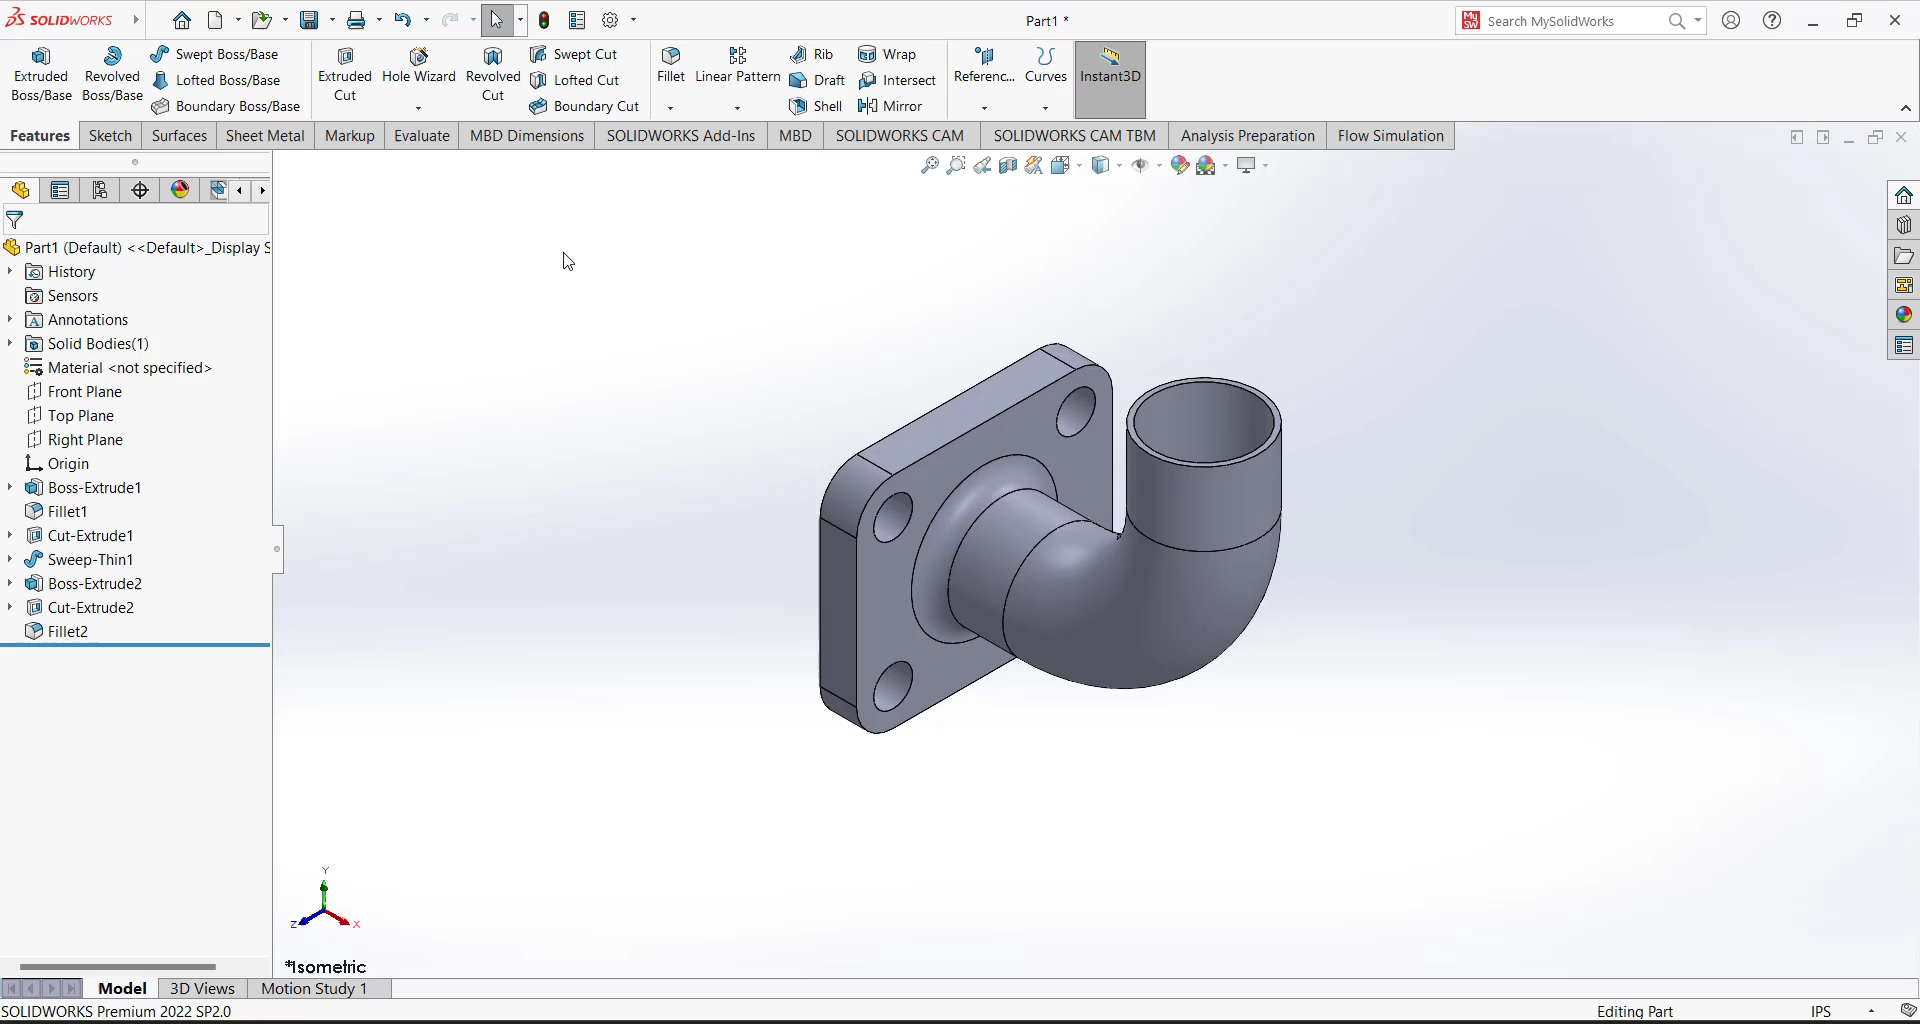 SOLIDWORKS
Part1 *
Search MySolidWorks
Extruded Boss/Base
Revolved Boss/Base
Swept Boss/Base
Lofted Boss/Base
Boundary Boss/Base
Extruded Cut
Hole Wizard
Revolved Cut
Swept Cut
Lofted Cut
Boundary Cut
Fillet
Linear Pattern
Rib
Draft
Shell
Wrap
Intersect
Mirror
Referenc...
Curves
Instant3D
Features
Sketch
Surfaces
Sheet Metal
Markup
Evaluate
MBD Dimensions
SOLIDWORKS Add-Ins
MBD
SOLIDWORKS CAM
SOLIDWORKS CAM TBM
Analysis Preparation
Flow Simulation
Part1 (Default) <<Default>_Display S
History
Sensors
Annotations
Solid Bodies(1)
Material <not specified>
Front Plane
Top Plane
Right Plane
Origin
Boss-Extrude1
Fillet1
Cut-Extrude1
Sweep-Thin1
Boss-Extrude2
Cut-Extrude2
Fillet2
Y
Z
X
*Isometric
Model
3D Views
Motion Study 1
SOLIDWORKS Premium 2022 SP2.0
Editing Part
IPS